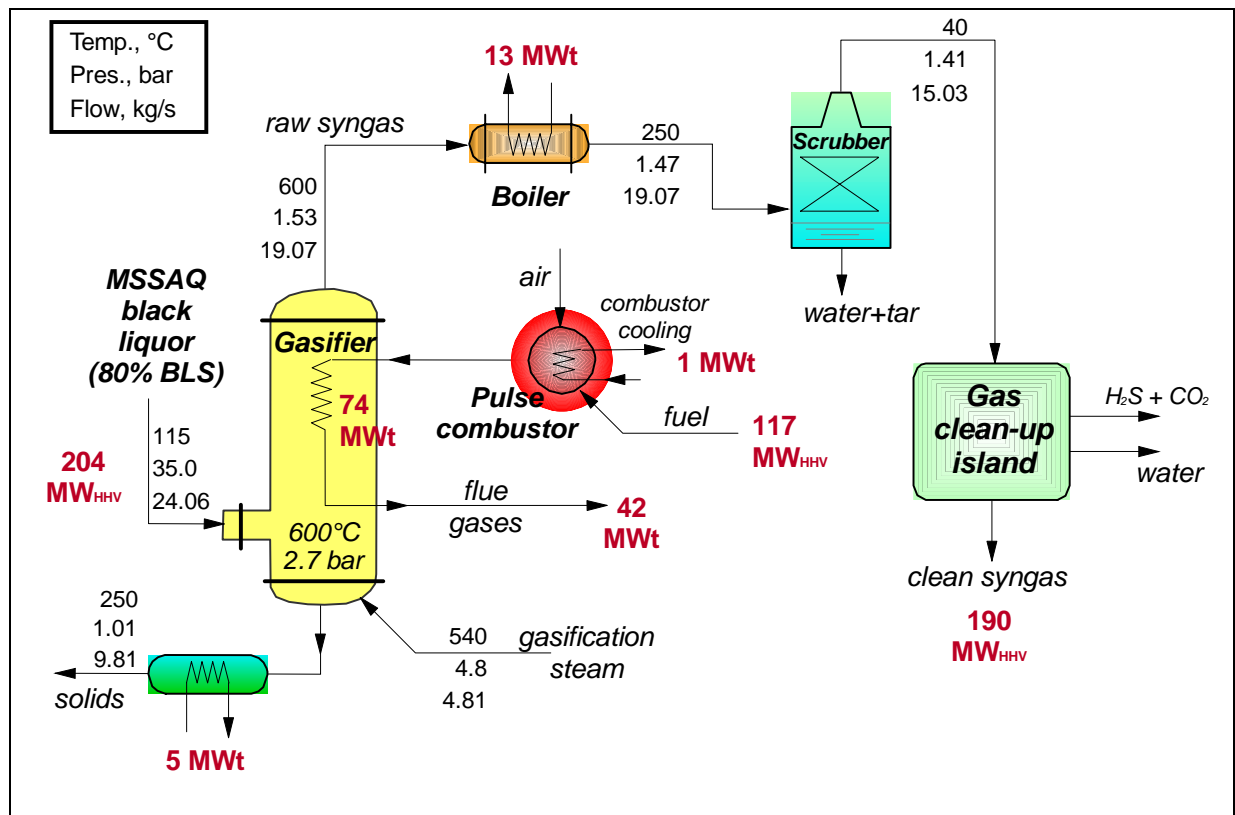 Temp., °C
Pres., bar
Flow, kg/s
13 MWt
40
1.41
15.03
raw syngas
600
1.53
19.07
Boiler
250
1.47
19.07
Scrubber
water+tar
MSSAQ
black
liquor
(80% BLS)
204
MWHHV
115
35.0
24.06
Gasifier
74
MWt
600°C
2.7 bar
air
combustor
cooling
1 MWt
Pulse
combustor
fuel
117
MWHHV
flue
gases
42
MWt
Gas
clean-up
island
H₂S + CO₂
water
clean syngas
190
MWHHV
250
1.01
9.81
solids
5 MWt
540
4.8
4.81
gasification
steam